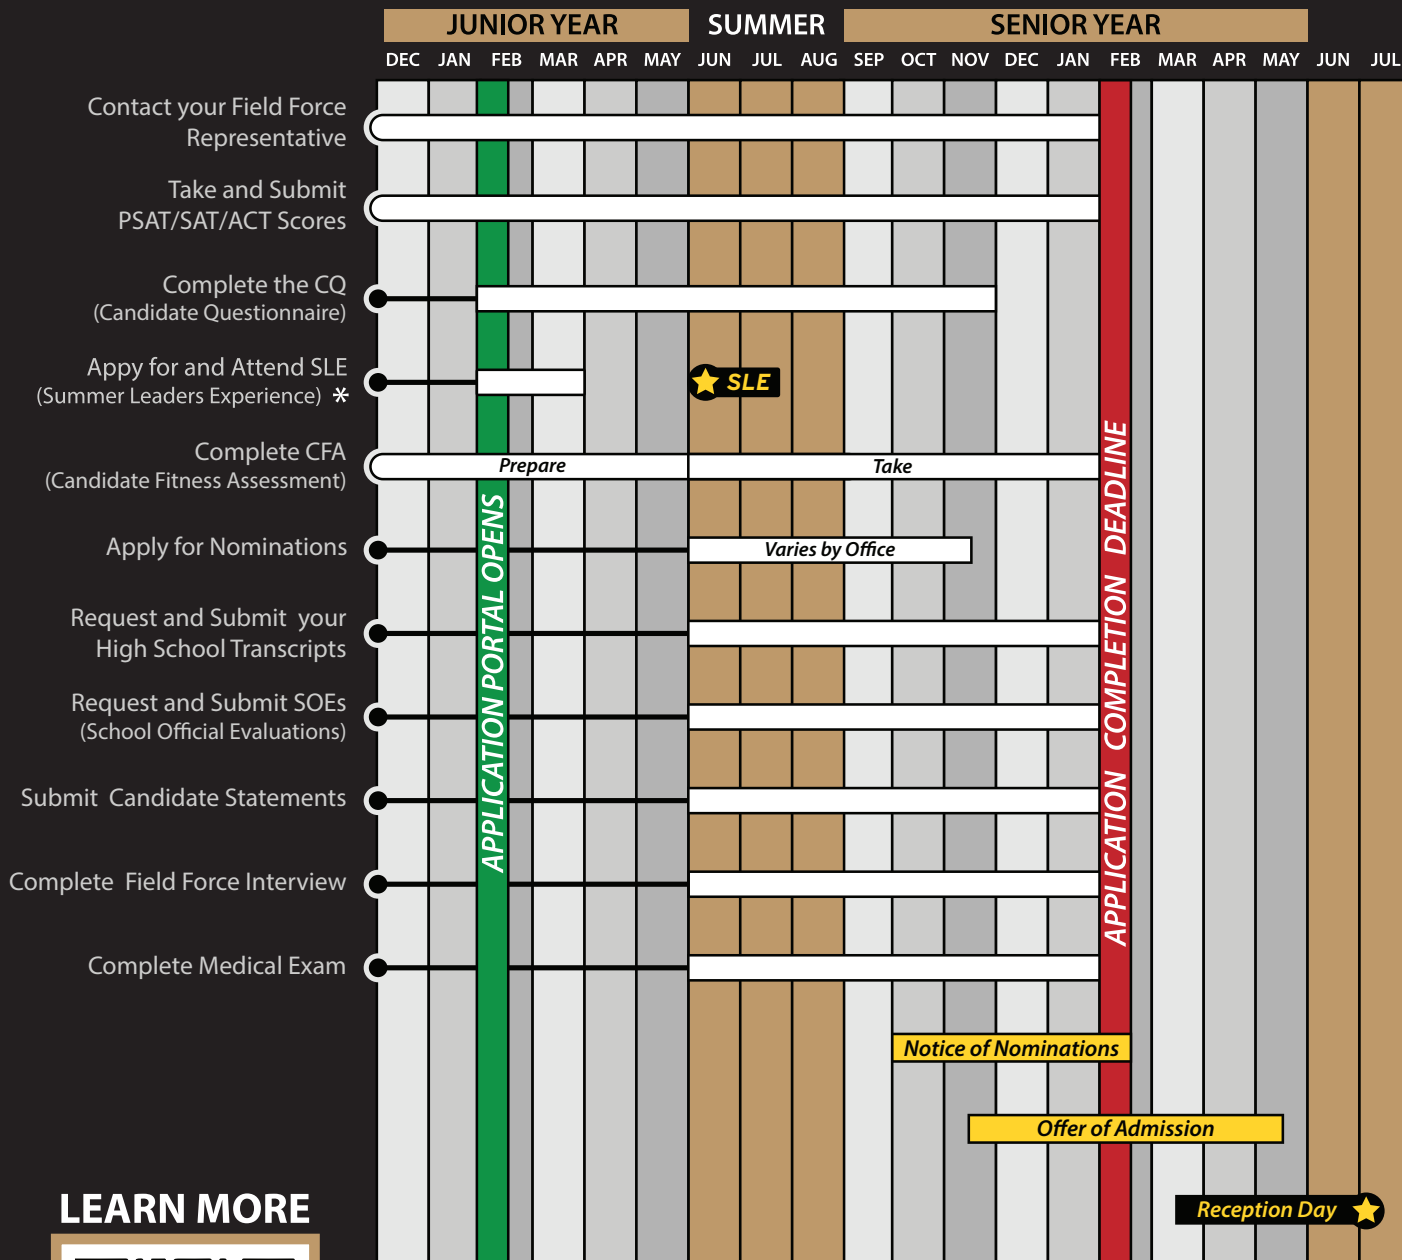 JUNIOR YEAR SUMMER SENIOR YEAR
DEC JAN FEB MAR APR MAY JUN JUL AUG SEP OCT NOV DEC JAN FEB MAR APR MAY JUN JUL
Contact your Field Force
Representative
Take and Submit
PSAT/SAT/ACT Scores
Complete the CQ
(Candidate Questionnaire)
Appy for and Attend SLE
(Summer Leaders Experience) *
SLE
Complete CFA
(Candidate Fitness Assessment)
Prepare
Take
Apply for Nominations
Varies by Office
Request and Submit your
High School Transcripts
Request and Submit SOEs
(School Official Evaluations)
Submit Candidate Statements
Complete Field Force Interview
Complete Medical Exam
APPLICATION PORTAL OPENS
APPLICATION COMPLETION DEADLINE
Notice of Nominations
Offer of Admission
Reception Day
LEARN MORE